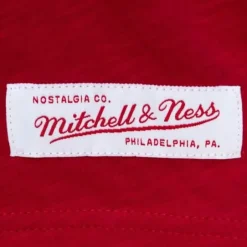 NOSTALGIA CO.
Mitchell & Ness
PHILADELPHIA, PA.